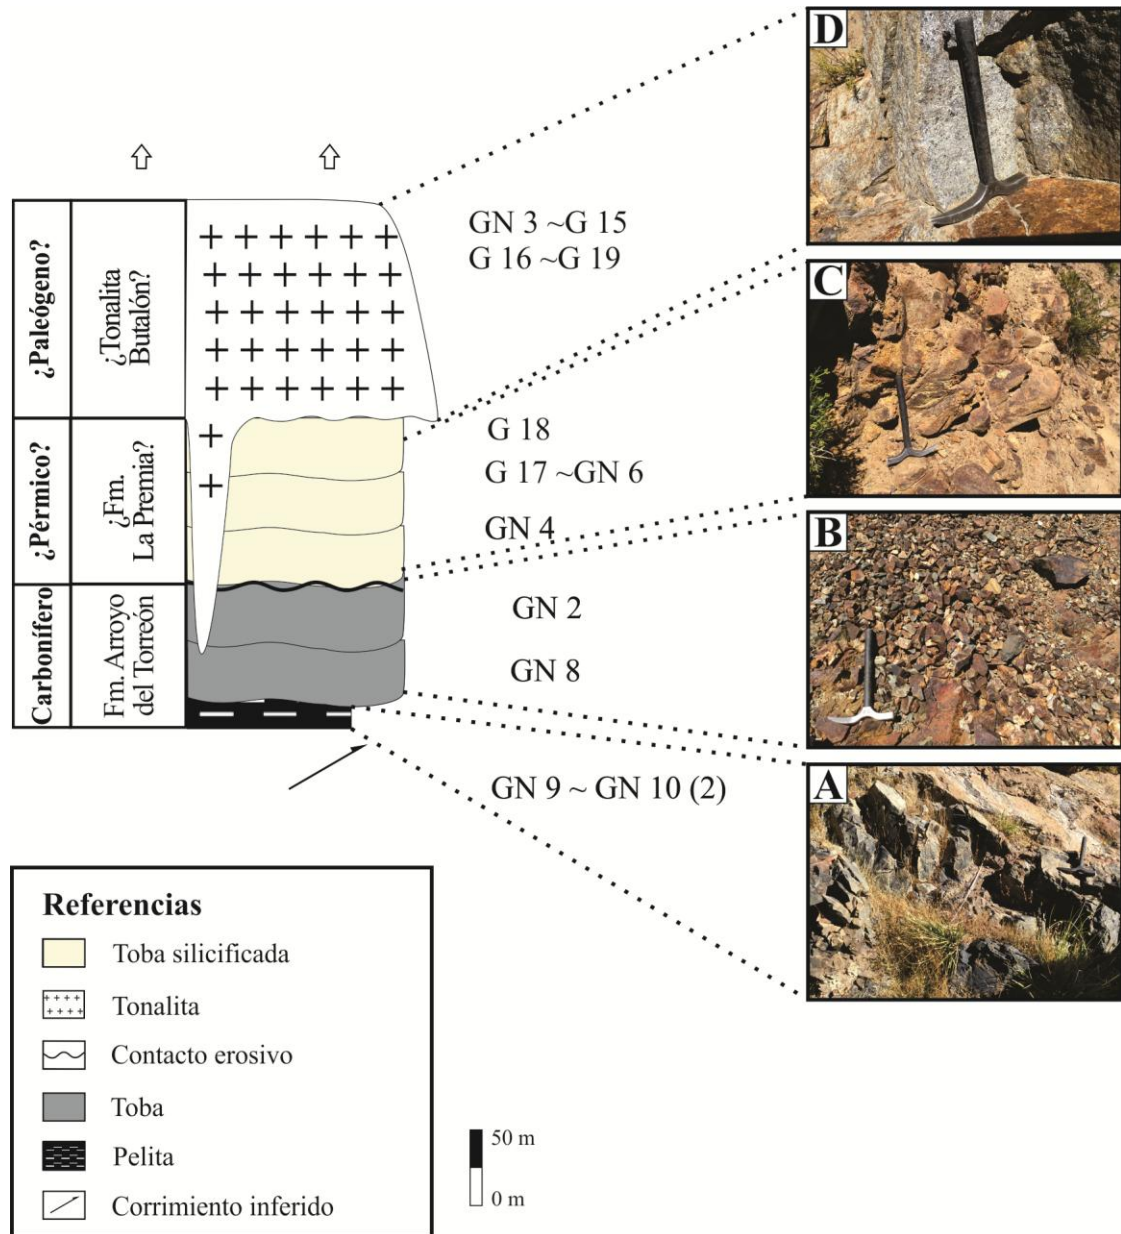 D
C
B
A
¿Paléógeno?
¿Tonalita
Butalón?
GN 3 ~G 15
G 16 ~G 19
¿Pérmico?
¿Fm.
La Premia?
G 18
G 17 ~GN 6
GN 4
Carbonífero
Fm. Arroyo
del Torreón
GN 2
GN 8
GN 9 ~ GN 10 (2)
Referencias
Toba silicificada
Tonalita
Contacto erosivo
Toba
Pelita
Corrimiento inferido
50 m
0 m